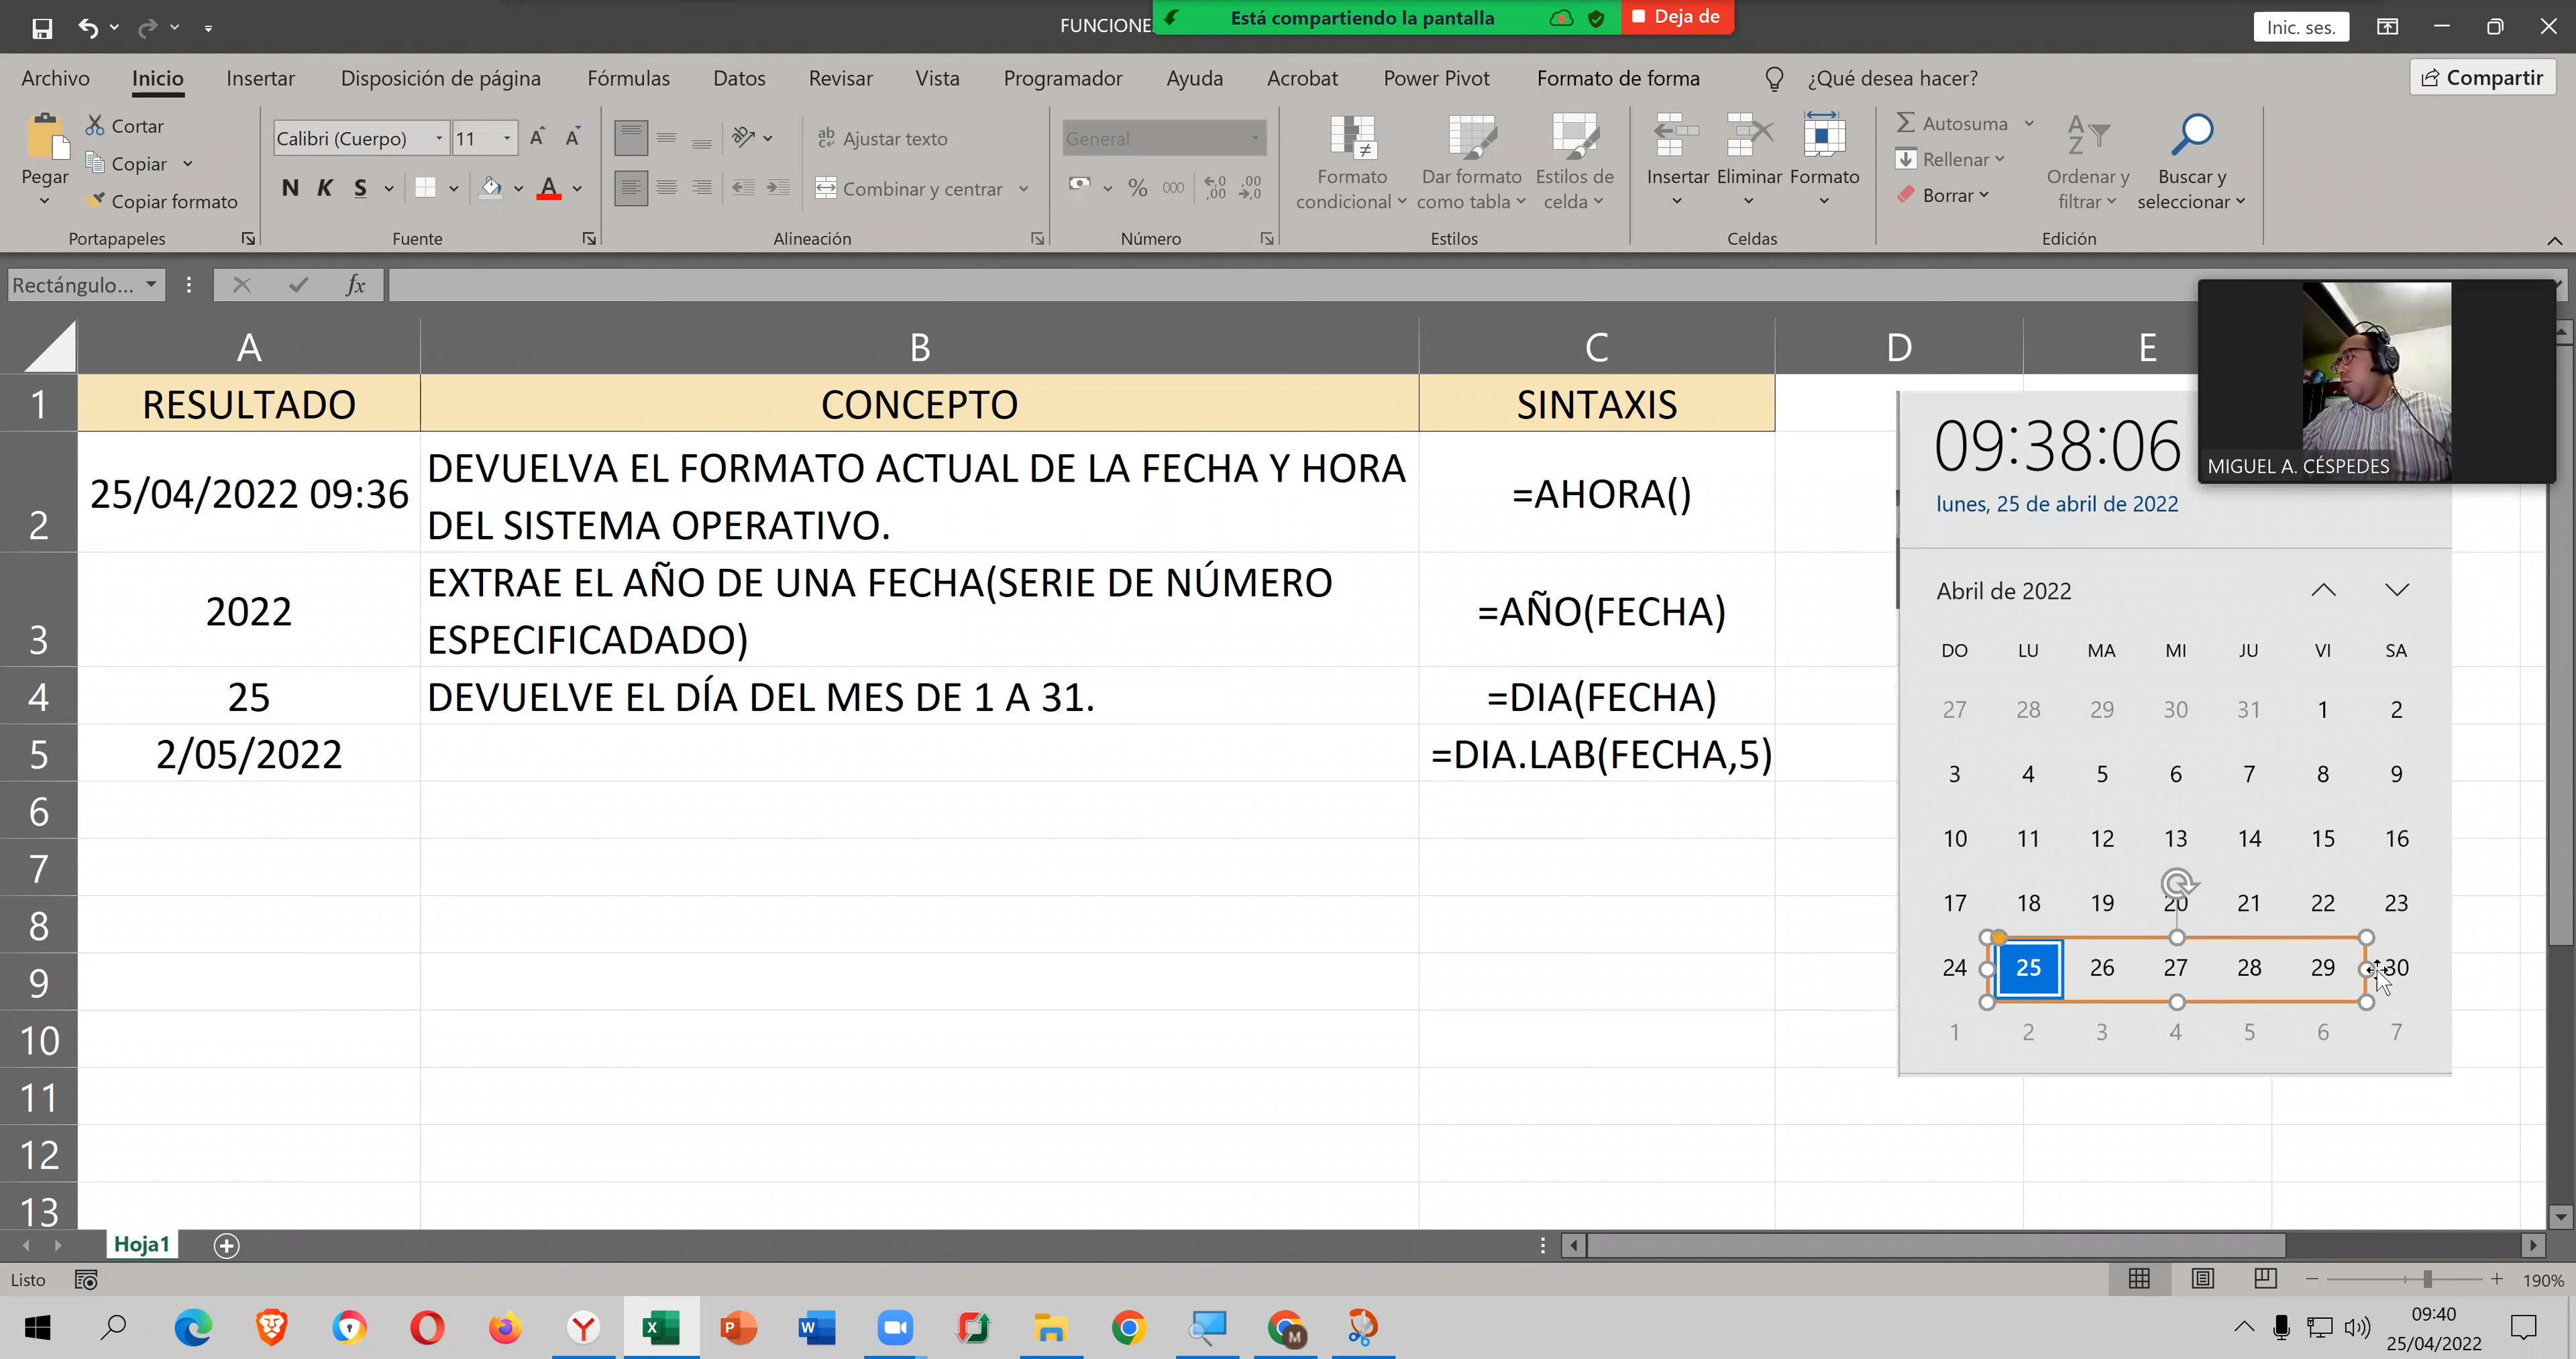 FUNCIONE
Está compartiendo la pantalla
Deja de
Inic. ses.
Archivo Inicio Insertar Disposición de página Fórmulas Datos Revisar Vista Programador Ayuda Acrobat Power Pivot Formato de forma ¿Qué desea hacer? Compartir
Pegar
Cortar
Copiar
Copiar formato
Portapapeles
Calibri (Cuerpo) 11
N K S
Fuente
Ajustar texto
Combinar y centrar
Alineación
General
% 000
Número
Formato condicional
Dar formato como tabla
Estilos de celda
Estilos
Insertar Eliminar Formato
Celdas
Autosuma
Rellenar
Borrar
Ordenar y filtrar
Buscar y seleccionar
Edición
Rectángulo... fx
A B C D E
1 RESULTADO CONCEPTO SINTAXIS
2 25/04/2022 09:36 DEVUELVA EL FORMATO ACTUAL DE LA FECHA Y HORA
DEL SISTEMA OPERATIVO. =AHORA()
3 2022 EXTRAE EL AÑO DE UNA FECHA(SERIE DE NÚMERO
ESPECIFICADADO) =AÑO(FECHA)
4 25 DEVUELVE EL DÍA DEL MES DE 1 A 31. =DIA(FECHA)
5 2/05/2022 =DIA.LAB(FECHA,5)
6
7
8
9
10
11
12
13
MIGUEL A. CÉSPEDES
09:38:06
lunes, 25 de abril de 2022
Abril de 2022
DO LU MA MI JU VI SA
27 28 29 30 31 1 2
3 4 5 6 7 8 9
10 11 12 13 14 15 16
17 18 19 20 21 22 23
24 25 26 27 28 29 30
1 2 3 4 5 6 7
Hoja1
Listo
190%
09:40
25/04/2022